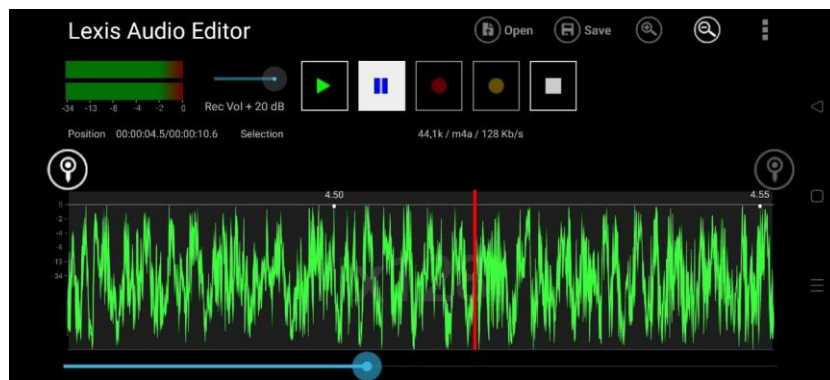 Lexis Audio Editor
Open
Save
-34 -13 -8 -4 -2 0
Rec Vol + 20 dB
Position 00:00:04.5/00:00:10.6 Selection
44,1k / m4a / 128 Kb/s
4.50
4.55
0
-2
-4
-8
-13
-34